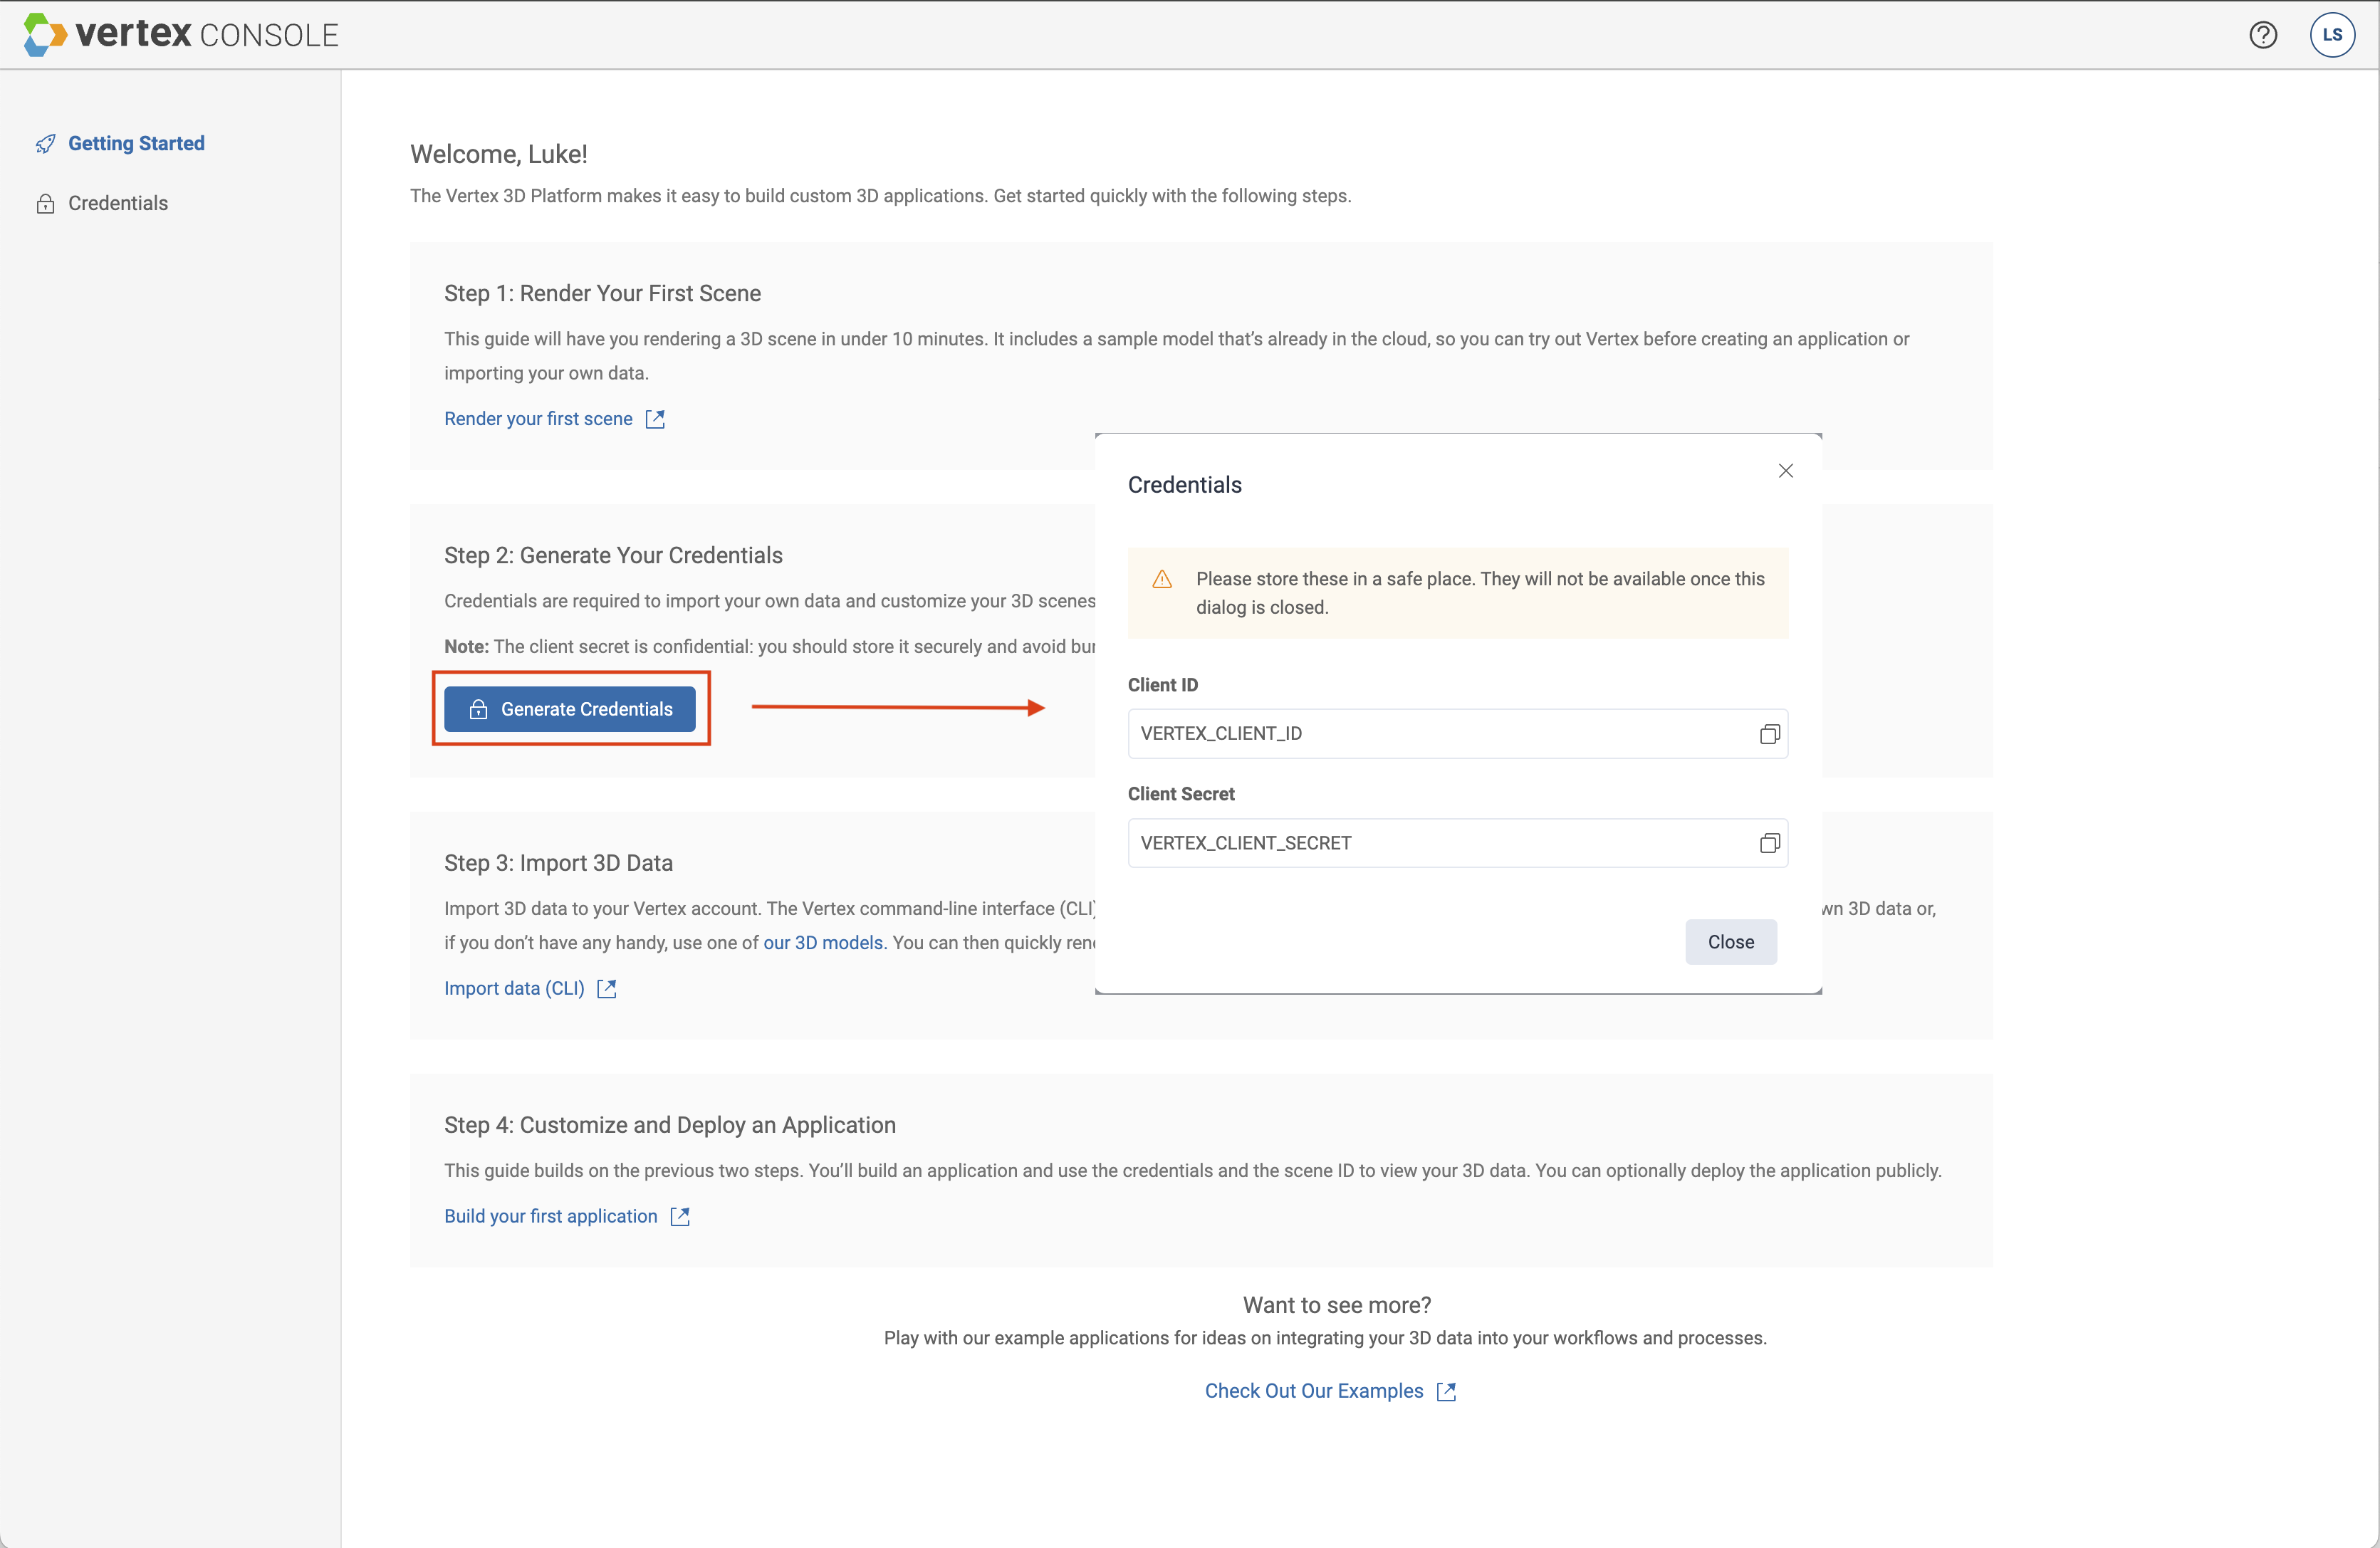 vertex CONSOLE
LS
Getting Started
Credentials
Welcome, Luke!
The Vertex 3D Platform makes it easy to build custom 3D applications. Get started quickly with the following steps.
Step 1: Render Your First Scene
This guide will have you rendering a 3D scene in under 10 minutes. It includes a sample model that’s already in the cloud, so you can try out Vertex before creating an application or
importing your own data.
Render your first scene
Step 2: Generate Your Credentials
Credentials are required to import your own data and customize your 3D scenes
Note: The client secret is confidential: you should store it securely and avoid
Generate Credentials
Credentials
Please store these in a safe place. They will not be available once this
dialog is closed.
Client ID
VERTEX_CLIENT_ID
Client Secret
VERTEX_CLIENT_SECRET
Close
Step 3: Import 3D Data
Import 3D data to your Vertex account. The Vertex command-line interface (CLI) 3D data or,
if you don’t have any handy, use one of our 3D models. You can then quickly
Import data (CLI)
Step 4: Customize and Deploy an Application
This guide builds on the previous two steps. You’ll build an application and use the credentials and the scene ID to view your 3D data. You can optionally deploy the application publicly.
Build your first application
Want to see more?
Play with our example applications for ideas on integrating your 3D data into your workflows and processes.
Check Out Our Examples